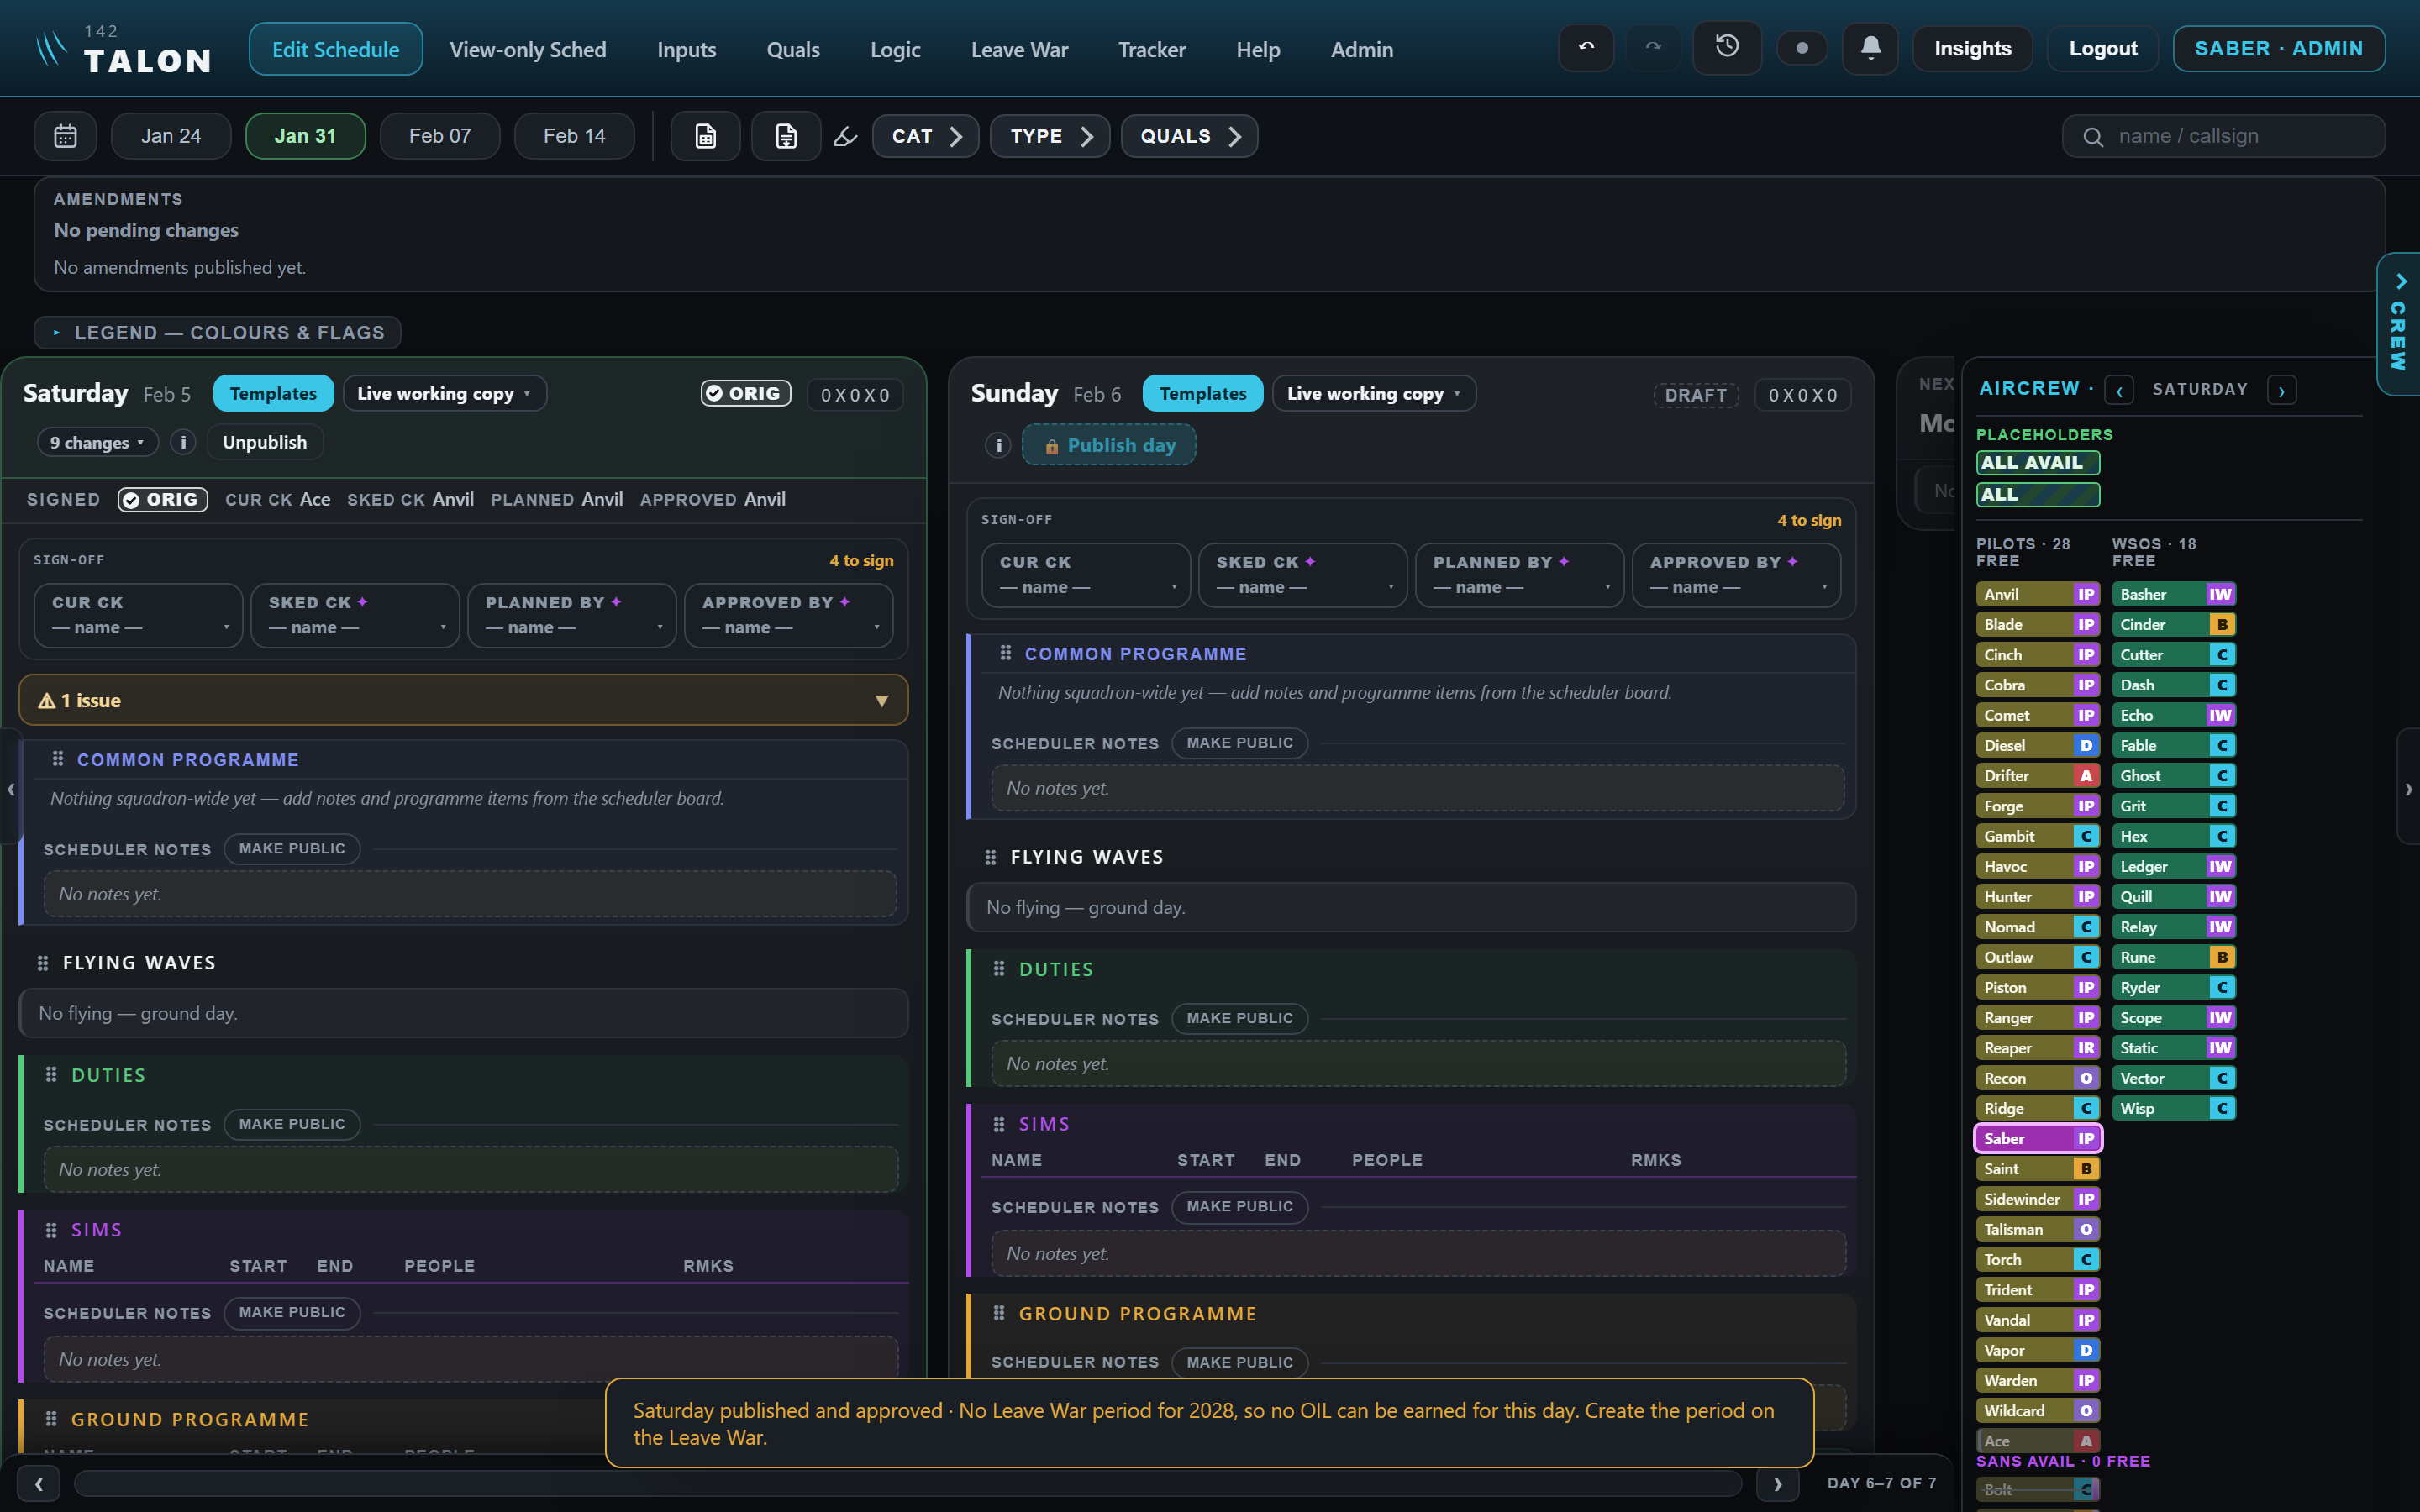 142
TALON
Edit Schedule
View-only Sched
Inputs
Quals
Logic
Leave War
Tracker
Help
Admin
Insights
Logout
SABER · ADMIN
Jan 24
Jan 31
Feb 07
Feb 14
CAT
TYPE
QUALS
name / callsign
AMENDMENTS
No pending changes
No amendments published yet.
LEGEND — COLOURS & FLAGS
CREW
Saturday Feb 5
Templates
Live working copy
ORIG
0 X 0 X 0
9 changes
i
Unpublish
SIGNED ORIG CUR CK Ace SKED CK Anvil PLANNED Anvil APPROVED Anvil
SIGN-OFF
4 to sign
CUR CK
— name —
SKED CK
— name —
PLANNED BY
— name —
APPROVED BY
— name —
1 issue
COMMON PROGRAMME
Nothing squadron-wide yet — add notes and programme items from the scheduler board.
SCHEDULER NOTES
MAKE PUBLIC
No notes yet.
FLYING WAVES
No flying — ground day.
DUTIES
SCHEDULER NOTES
MAKE PUBLIC
No notes yet.
SIMS
NAME START END PEOPLE RMKS
SCHEDULER NOTES
MAKE PUBLIC
No notes yet.
GROUND PROGRAMME
NAME START END PEOPLE
Sunday Feb 6
Templates
Live working copy
DRAFT
0 X 0 X 0
i
Publish day
SIGN-OFF
4 to sign
CUR CK
— name —
SKED CK
— name —
PLANNED BY
— name —
APPROVED BY
— name —
COMMON PROGRAMME
Nothing squadron-wide yet — add notes and programme items from the scheduler board.
SCHEDULER NOTES
MAKE PUBLIC
No notes yet.
FLYING WAVES
No flying — ground day.
DUTIES
SCHEDULER NOTES
MAKE PUBLIC
No notes yet.
SIMS
NAME START END PEOPLE RMKS
SCHEDULER NOTES
MAKE PUBLIC
No notes yet.
GROUND PROGRAMME
SCHEDULER NOTES
MAKE PUBLIC
NEX
Mo
No
AIRCREW ·
SATURDAY
PLACEHOLDERS
ALL AVAIL
ALL
PILOTS · 28 FREE
Anvil IP
Blade IP
Cinch IP
Cobra IP
Comet IP
Diesel D
Drifter A
Forge IP
Gambit C
Havoc IP
Hunter IP
Nomad C
Outlaw C
Piston IP
Ranger IP
Reaper IR
Recon O
Ridge C
Saber IP
Saint B
Sidewinder IP
Talisman O
Torch C
Trident IP
Vandal IP
Vapor D
Warden IP
Wildcard O
Ace A
WSOS · 18 FREE
Basher IW
Cinder B
Cutter C
Dash C
Echo IW
Fable C
Ghost C
Grit C
Hex C
Ledger IW
Quill IW
Relay IW
Rune B
Ryder C
Scope IW
Static IW
Vector C
Wisp C
SANS AVAIL · 0 FREE
Bolt C
Saturday published and approved · No Leave War period for 2028, so no OIL can be earned for this day. Create the period on
the Leave War.
DAY 6–7 OF 7